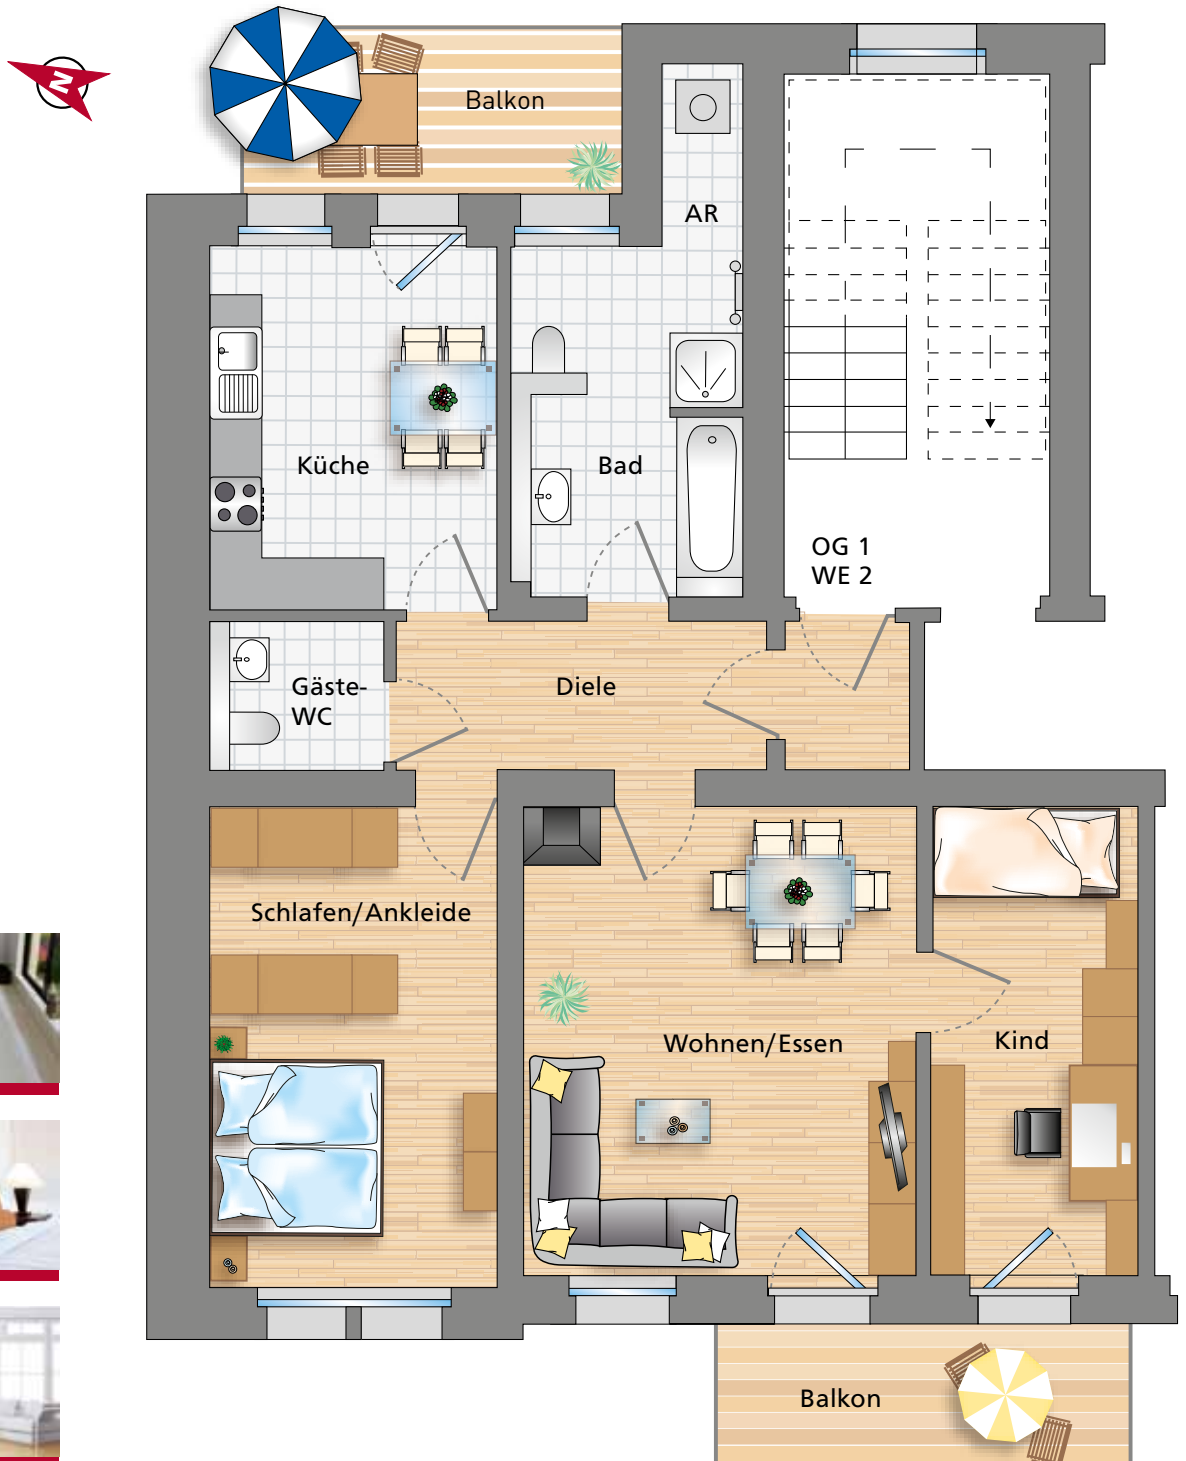 N
Balkon
AR
Küche
Bad
OG 1
WE 2
Gäste-
WC
Diele
Schlafen/Ankleide
Wohnen/Essen
Kind
Balkon